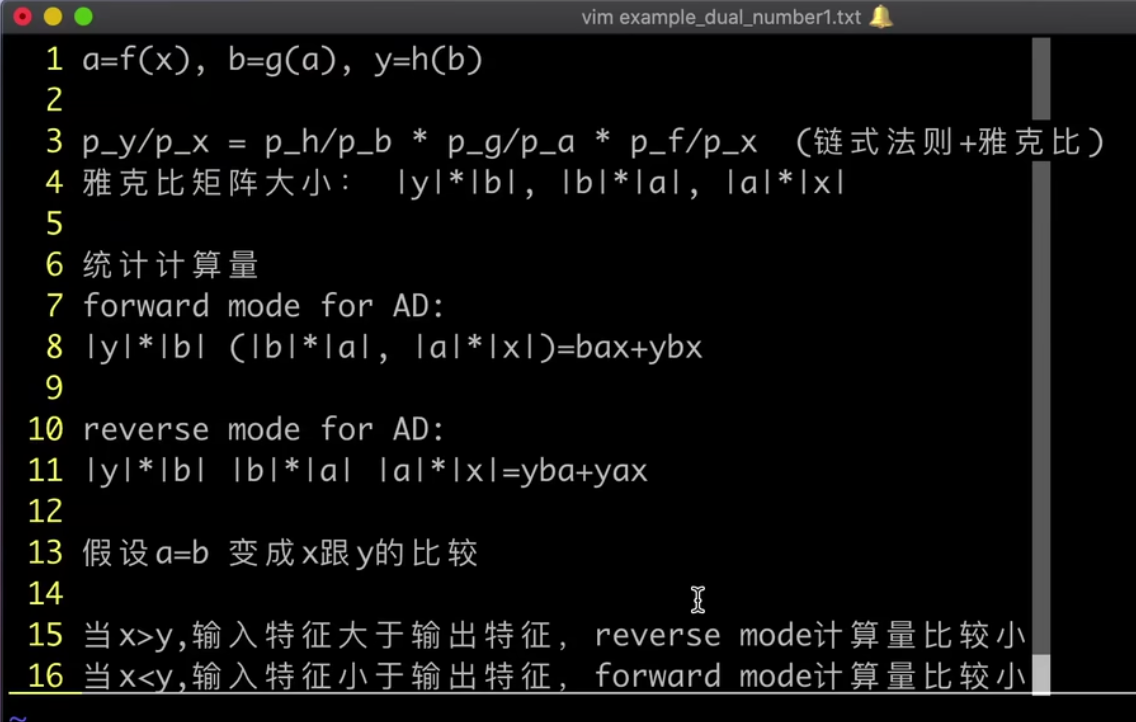 vim example_dual_number1.txt 🔔
1 a=f(x), b=g(a), y=h(b)
2
3 p_y/p_x = p_h/p_b * p_g/p_a * p_f/p_x （链式法则+雅克比）
4 雅克比矩阵大小： |y|*|b|, |b|*|a|, |a|*|x|
5
6 统计计算量
7 forward mode for AD:
8 |y|*|b| (|b|*|a|, |a|*|x|)=bax+ybx
9
10 reverse mode for AD:
11 |y|*|b| |b|*|a| |a|*|x|=yba+yax
12
13 假设a=b 变成x跟y的比较
14
15 当x>y,输入特征大于输出特征, reverse mode计算量比较小
16 当x<y,输入特征小于输出特征, forward mode计算量比较小
~